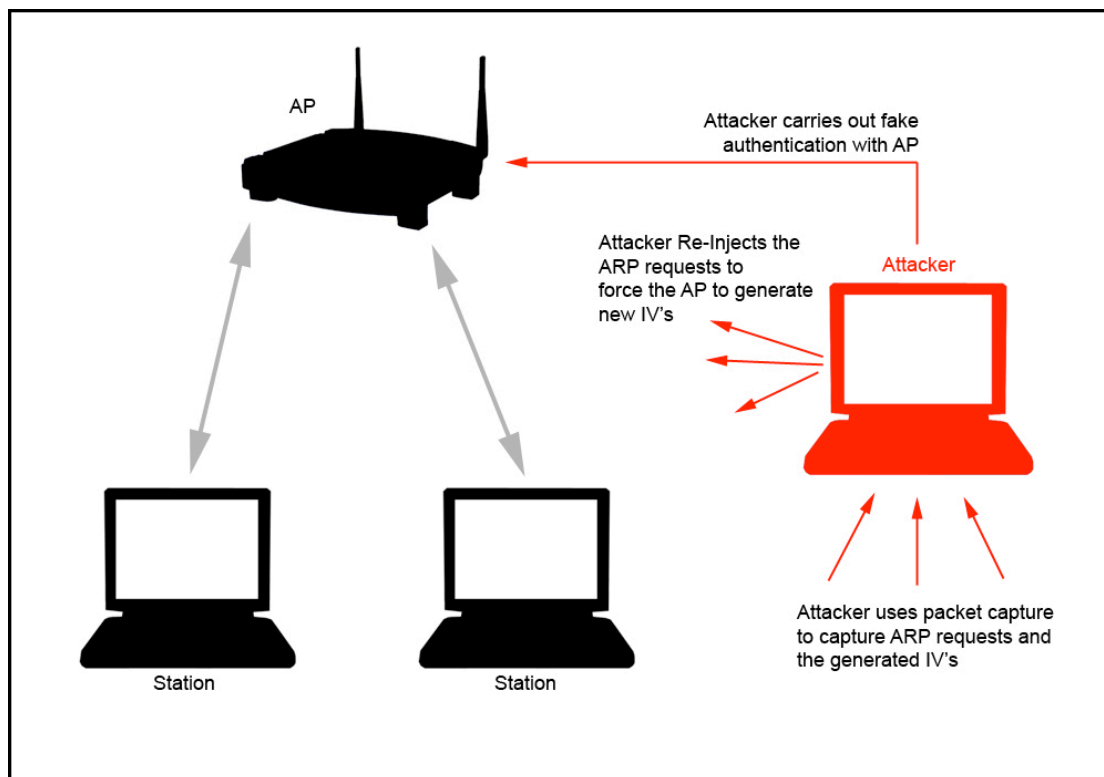 AP
Attacker carries out fake
authentication with AP
Attacker Re-Injects the
ARP requests to
force the AP to generate
new IV's
Attacker
Attacker uses packet capture
to capture ARP requests and
the generated IV's
Station
Station